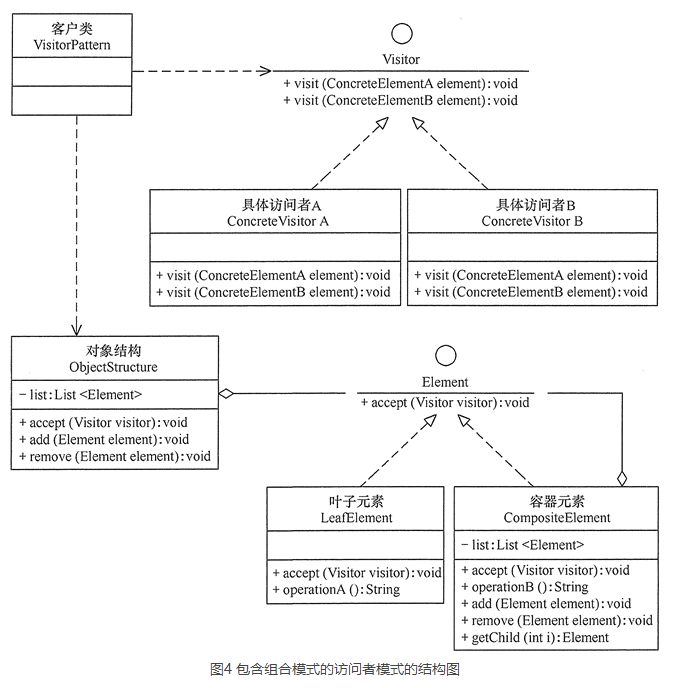 客户类
VisitorPattern
Visitor
+ visit (ConcreteElementA element): void
+ visit (ConcreteElementB element): void
具体访问者A
ConcreteVisitor A
+ visit (ConcreteElementA element): void
+ visit (ConcreteElementB element): void
具体访问者B
ConcreteVisitor B
+ visit (ConcreteElementA element): void
+ visit (ConcreteElementB element): void
对象结构
ObjectStructure
− list: List <Element>
+ accept (Visitor visitor): void
+ add (Element element): void
+ remove (Element element): void
Element
+ accept (Visitor visitor): void
叶子元素
LeafElement
+ accept (Visitor visitor): void
+ operationA (): String
容器元素
CompositeElement
− list: List <Element>
+ accept (Visitor visitor): void
+ operationB (): String
+ add (Element element): void
+ remove (Element element): void
+ getChild (int i): Element
图4 包含组合模式的访问者模式的结构图